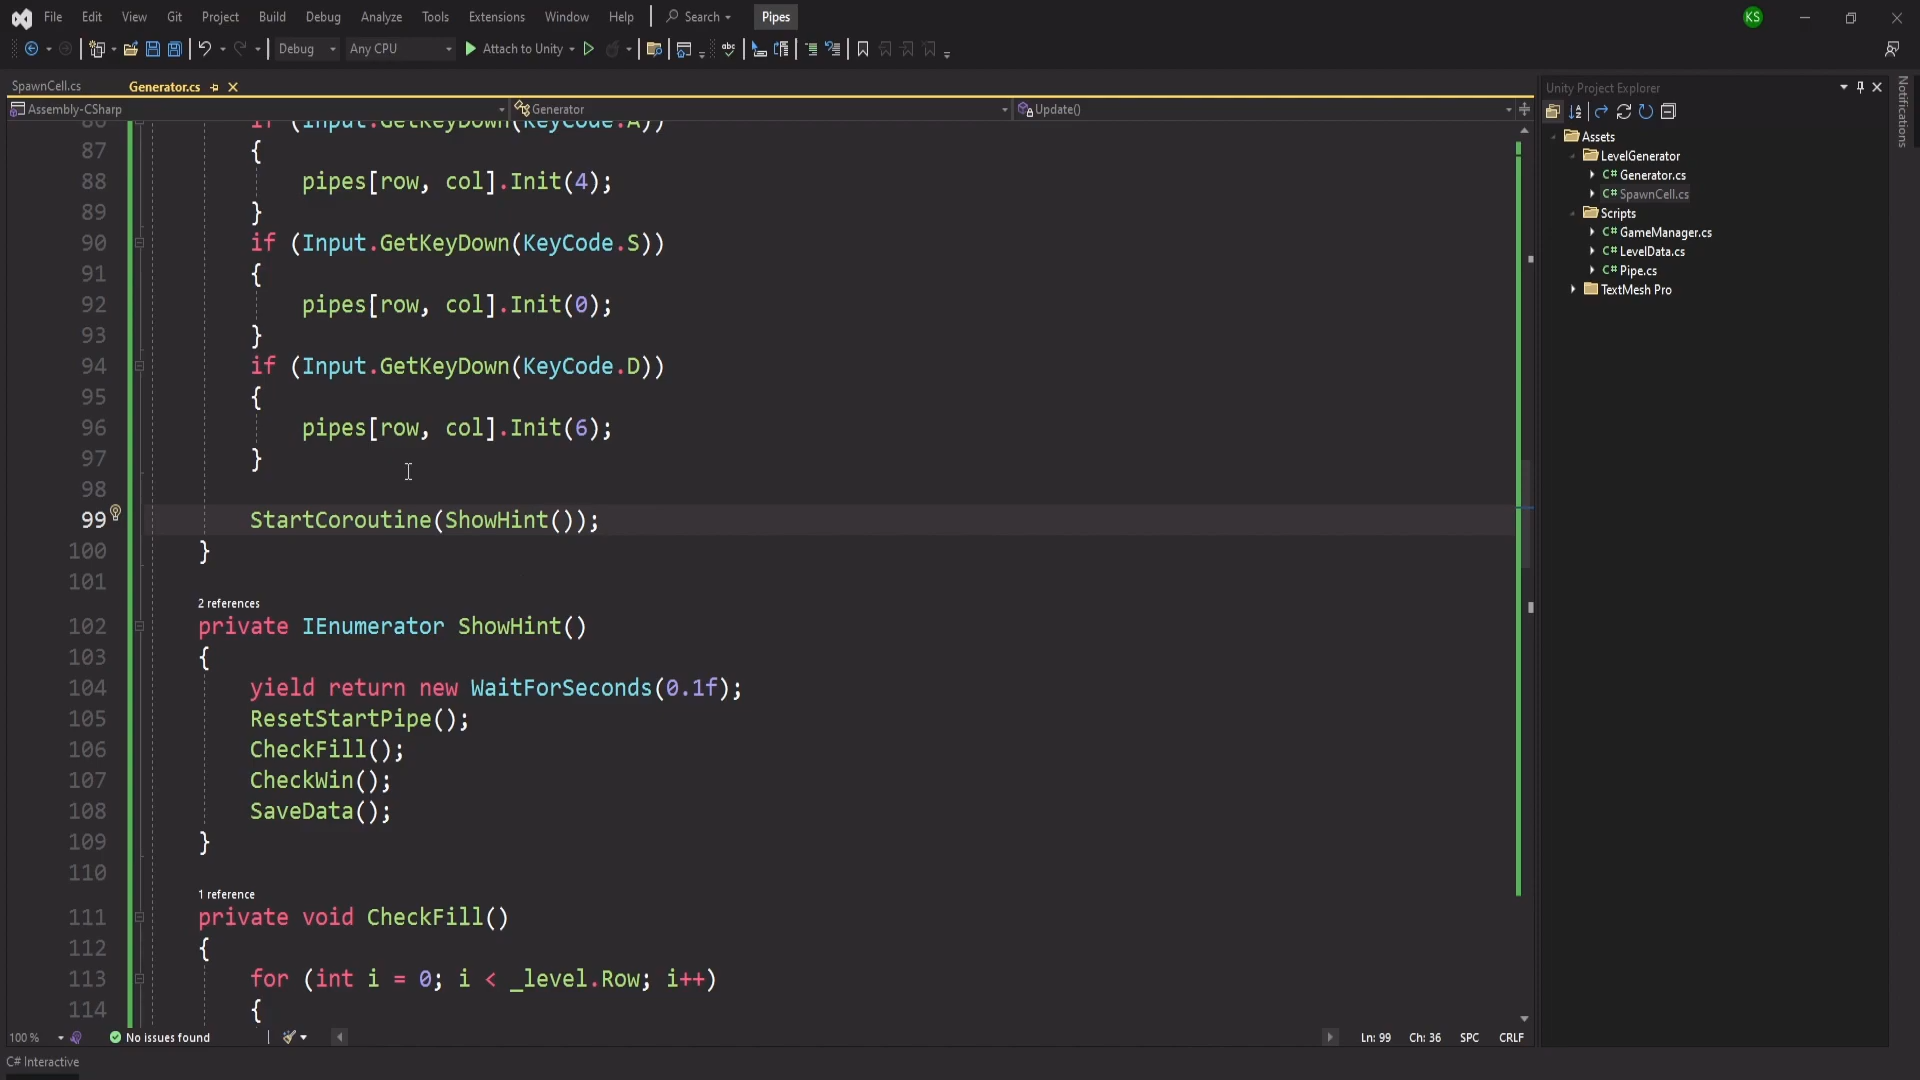 File Edit View Git Project Build Debug Analyze Tools Extensions Window Help Search Pipes KS
Debug Any CPU Attach to Unity
SpawnCell.cs Generator.cs
Assembly-CSharp Generator Update()
86 if (Input.GetKeyDown(KeyCode.A))
87 {
88 pipes[row, col].Init(4);
89 }
90 if (Input.GetKeyDown(KeyCode.S))
91 {
92 pipes[row, col].Init(0);
93 }
94 if (Input.GetKeyDown(KeyCode.D))
95 {
96 pipes[row, col].Init(6);
97 }
98
99 StartCoroutine(ShowHint());
100 }
101
2 references
102 private IEnumerator ShowHint()
103 {
104 yield return new WaitForSeconds(0.1f);
105 ResetStartPipe();
106 CheckFill();
107 CheckWin();
108 SaveData();
109 }
110
1 reference
111 private void CheckFill()
112 {
113 for (int i = 0; i < _level.Row; i++)
114 {
100 % No issues found Ln: 99 Ch: 36 SPC CRLF
C# Interactive
Unity Project Explorer
Assets
LevelGenerator
C# Generator.cs
C# SpawnCell.cs
Scripts
C# GameManager.cs
C# LevelData.cs
C# Pipe.cs
TextMesh Pro
Notifications